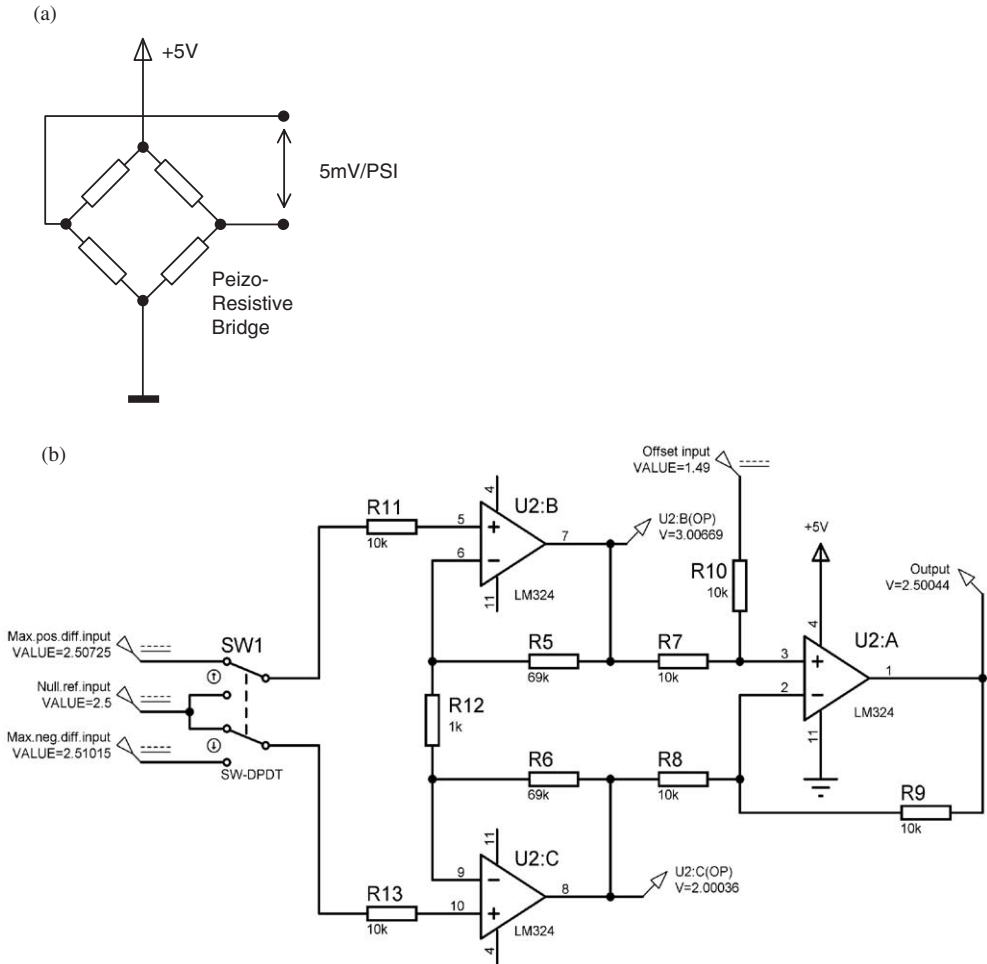 (a)
+5V
5mV/PSI
Peizo-
Resistive
Bridge
(b)
Offset input
VALUE=1.49
R11
10k
4
U2:B
5
6
7
11
LM324
U2:B(OP)
V=3.00669
+5V
R10
10k
Output
V=2.50044
Max.pos.diff.input
VALUE=2.50725
SW1
R5
69k
R7
10k
4
U2:A
3
2
1
11
LM324
Null.ref.input
VALUE=2.5
R12
1k
Max.neg.diff.input
VALUE=2.51015
SW-DPDT
R6
69k
R8
10k
R9
10k
11
U2:C
9
10
8
4
LM324
R13
10k
U2:C(OP)
V=2.00036